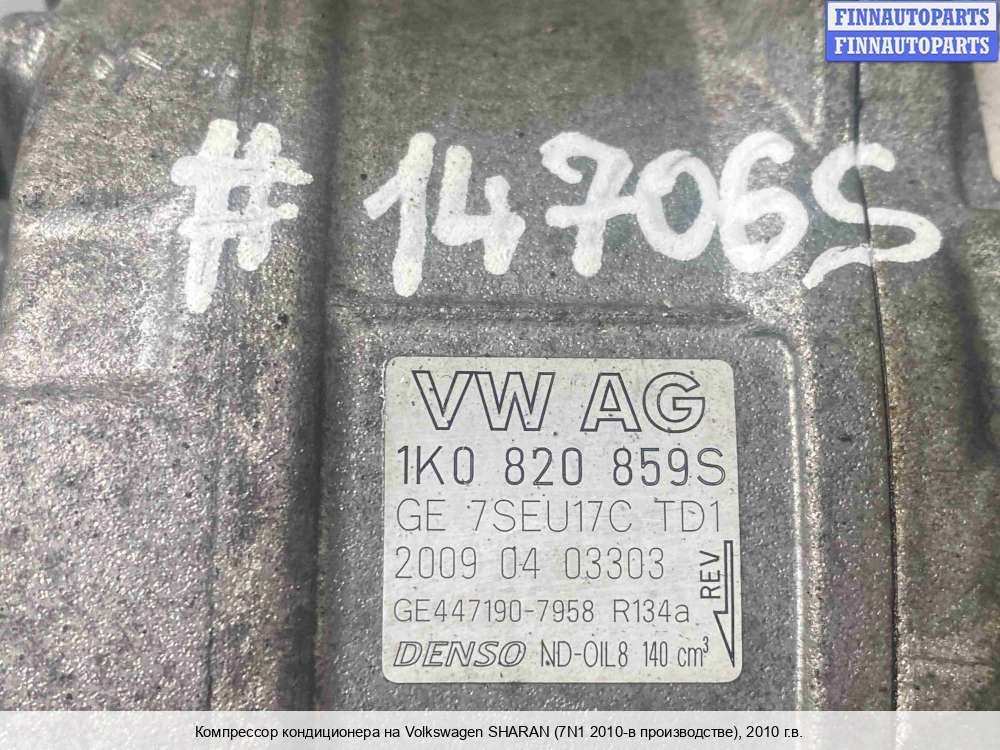 FINNAUTOPARTS
FINNAUTOPARTS
#14706S
VW AG
1K0 820 859S
GE 7SEU17C TD1
2009 04 03303
REV
GE447190-7958 R134a
DENSO ND-OIL8 140 cm³
Компрессор кондиционера на Volkswagen SHARAN (7N1 2010-в производстве), 2010 г.в.